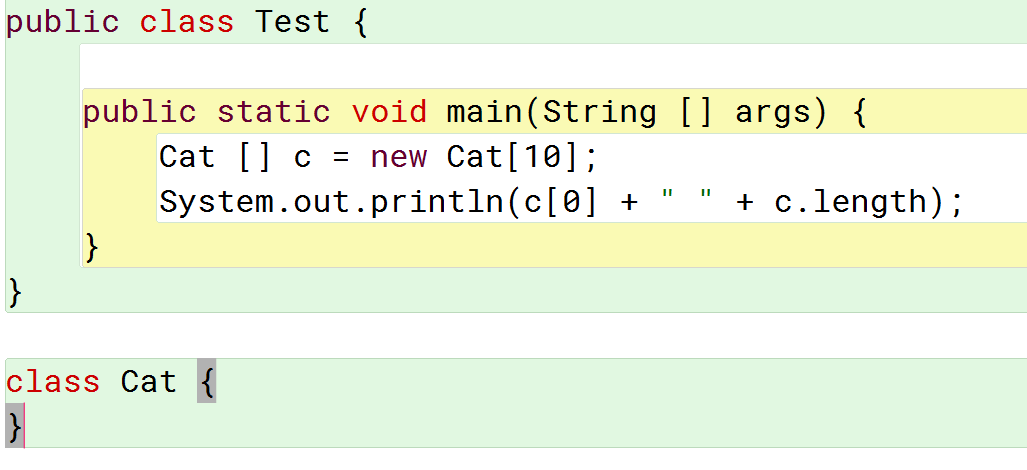 public class Test {
public static void main(String [] args) {
Cat [] c = new Cat[10];
System.out.println(c[0] + " " + c.length);
}
}
class Cat {
}